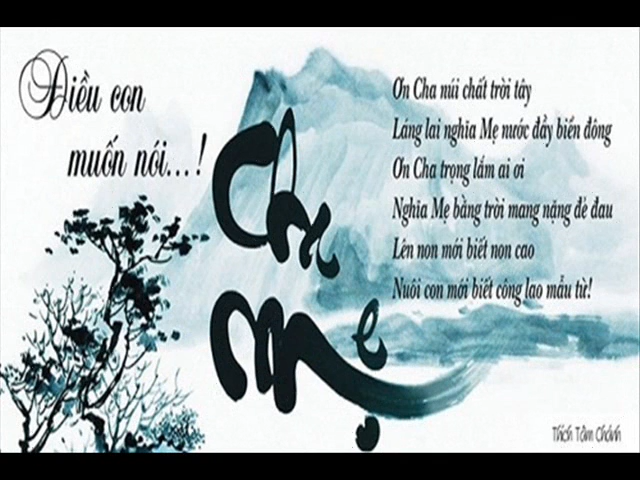 Điều con
muốn nói...!
Cha
Mẹ
Ơn Cha núi chất trời tây
Láng lai nghĩa Mẹ nước đầy biển đông
Ơn Cha trọng lắm ai ơi
Nghĩa Mẹ bằng trời mang nặng đẻ đau
Lên non mới biết non cao
Nuôi con mới biết công lao mẫu từ!
Thích Tâm Chánh